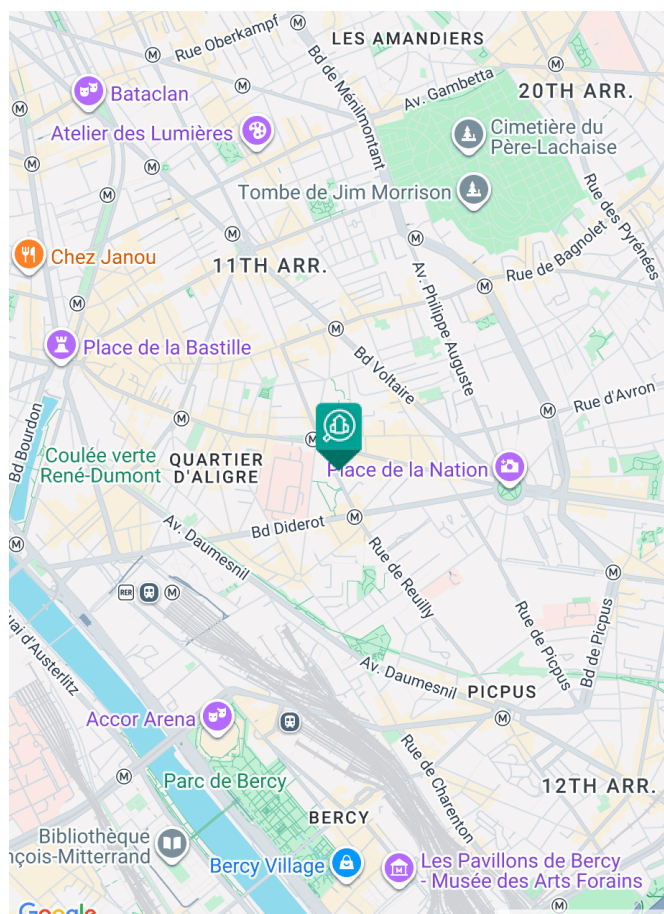 Rue Oberkampf
LES AMANDIERS
Bd de Ménilmontant
Av. Gambetta
20TH ARR.
Bataclan
Atelier des Lumières
Cimetière du
Père-Lachaise
Tombe de Jim Morrison
Rue des Pyrénées
Rue de Bagnolet
Chez Janou
11TH ARR.
Av. Philippe Auguste
Place de la Bastille
Bd Voltaire
Rue d'Avron
Bd Bourdon
Coulée verte
René-Dumont
QUARTIER
D'ALIGRE
Place de la Nation
Bd Diderot
Av. Daumesnil
Rue de Reuilly
RER
Quai d'Austerlitz
Rue de Picpus
Bd de Picpus
Av. Daumesnil
PICPUS
Accor Arena
Rue de Charenton
Parc de Bercy
12TH ARR.
BERCY
Bibliothèque
nçois-Mitterrand
Bercy Village
Les Pavillons de Bercy
- Musée des Arts Forains
Google